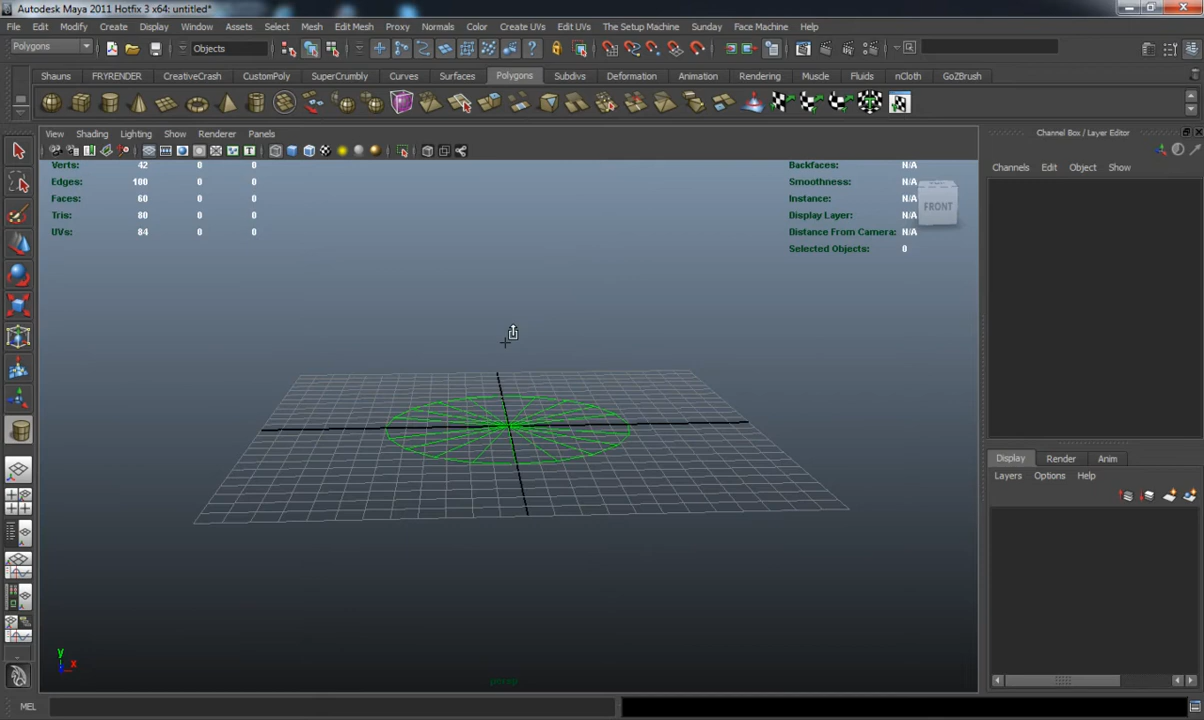 Autodesk Maya 2011 Hotfix 3 x64: untitled*
File Edit Modify Create Display Window Assets Select Mesh Edit Mesh Proxy Normals Color Create UVs Edit UVs The Setup Machine Sunday Face Machine Help
Polygons Objects
Shauns FRYRENDER CreativeCrash CustomPoly SuperCrumbly Curves Surfaces Polygons Subdivs Deformation Animation Rendering Muscle Fluids nCloth GoZBrush
View Shading Lighting Show Renderer Panels
Channel Box / Layer Editor
Channels Edit Object Show
Verts: 42 0 0
Edges: 100 0 0
Faces: 60 0 0
Tris: 80 0 0
UVs: 84 0 0
Backfaces: N/A
Smoothness: N/A
Instance: N/A
Display Layer: N/A
Distance From Camera: N/A
Selected Objects: 0
FRONT
Display Render Anim
Layers Options Help
y
x
persp
MEL